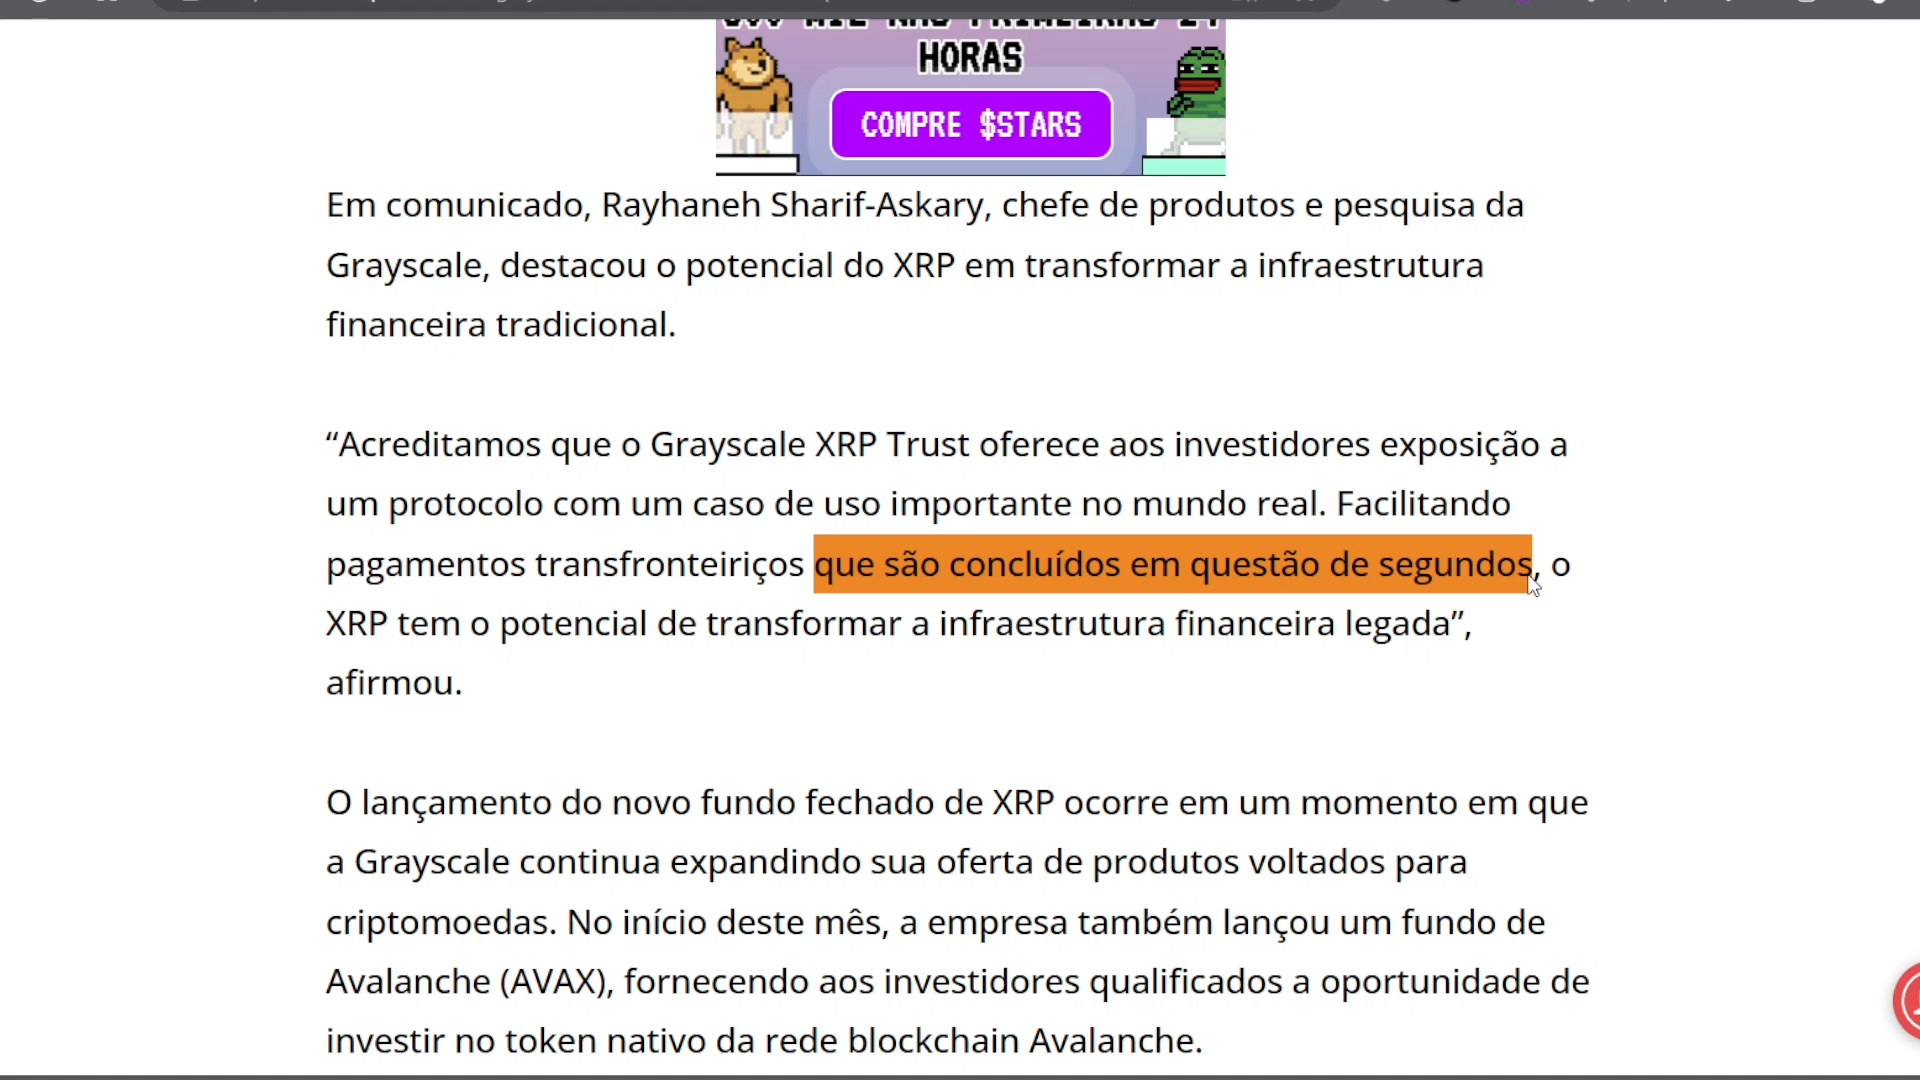 HORAS
COMPRE $STARS
Em comunicado, Rayhaneh Sharif-Askary, chefe de produtos e pesquisa da
Grayscale, destacou o potencial do XRP em transformar a infraestrutura
financeira tradicional.
“Acreditamos que o Grayscale XRP Trust oferece aos investidores exposição a
um protocolo com um caso de uso importante no mundo real. Facilitando
pagamentos transfronteiriços que são concluídos em questão de segundos, o
XRP tem o potencial de transformar a infraestrutura financeira legada”,
afirmou.
O lançamento do novo fundo fechado de XRP ocorre em um momento em que
a Grayscale continua expandindo sua oferta de produtos voltados para
criptomoedas. No início deste mês, a empresa também lançou um fundo de
Avalanche (AVAX), fornecendo aos investidores qualificados a oportunidade de
investir no token nativo da rede blockchain Avalanche.